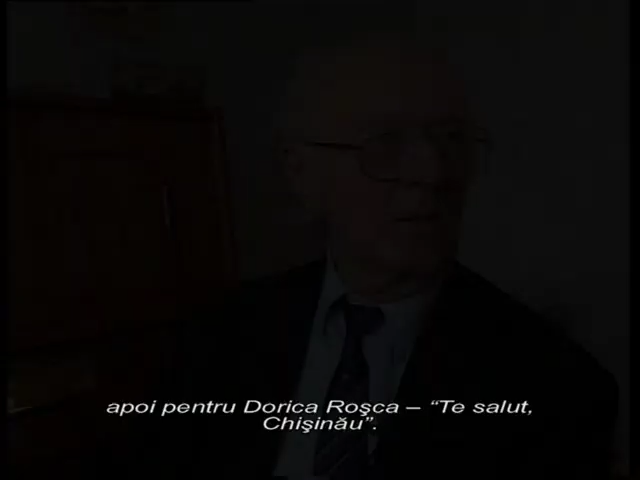 apoi pentru Dorica Roşca – “Te salut,
Chişinău”.